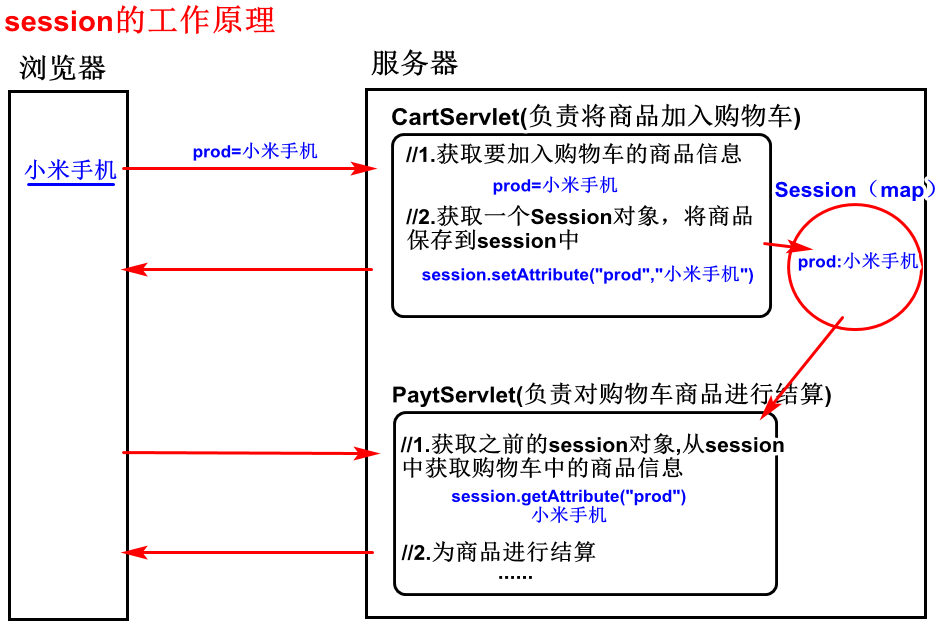 session的工作原理
浏览器
服务器
小米手机
prod=小米手机
CartServlet(负责将商品加入购物车)
//1.获取要加入购物车的商品信息
prod=小米手机
//2.获取一个Session对象，将商品
保存到session中
session.setAttribute("prod","小米手机")
Session（map）
prod:小米手机
PaytServlet(负责对购物车商品进行结算)
//1.获取之前的session对象,从session
中获取购物车中的商品信息
session.getAttribute("prod")
小米手机
//2.为商品进行结算
......